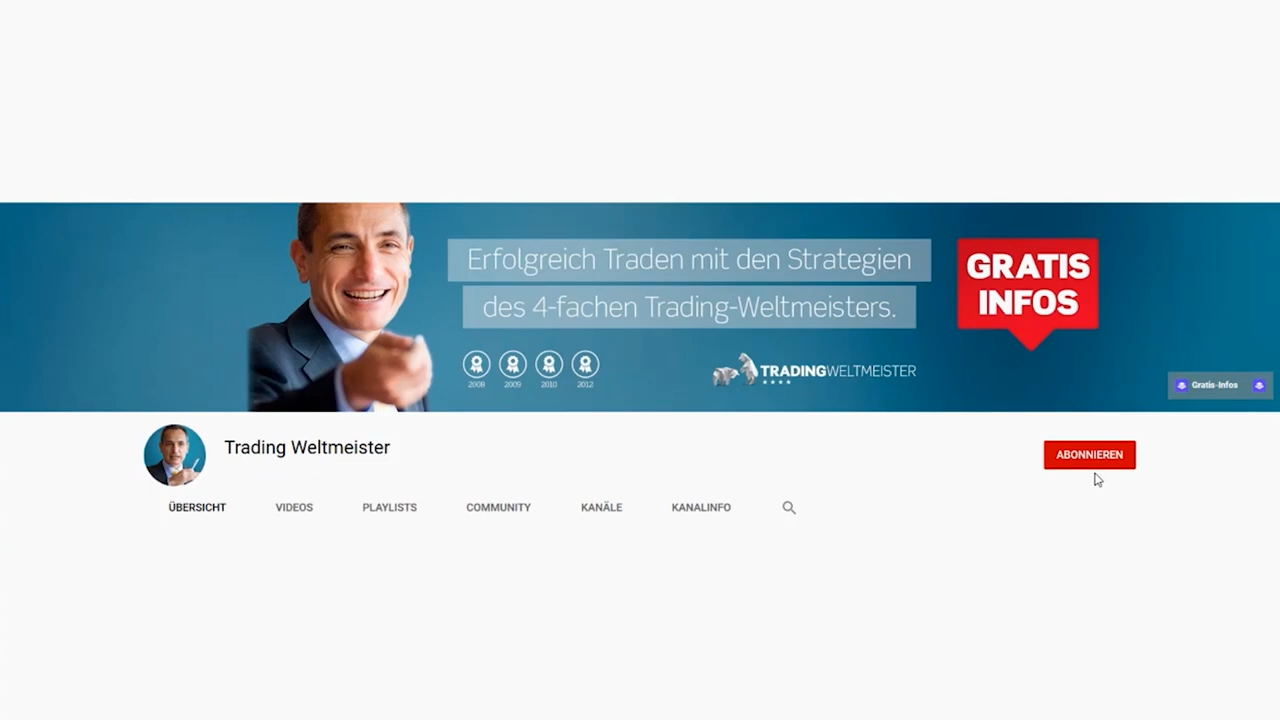 Erfolgreich Traden mit den Strategien
des 4-fachen Trading-Weltmeisters.
GRATIS
INFOS
2008 2009 2010 2012
TRADINGWELTMEISTER
Gratis-Infos
Trading Weltmeister
ABONNIEREN
ÜBERSICHT VIDEOS PLAYLISTS COMMUNITY KANÄLE KANALINFO